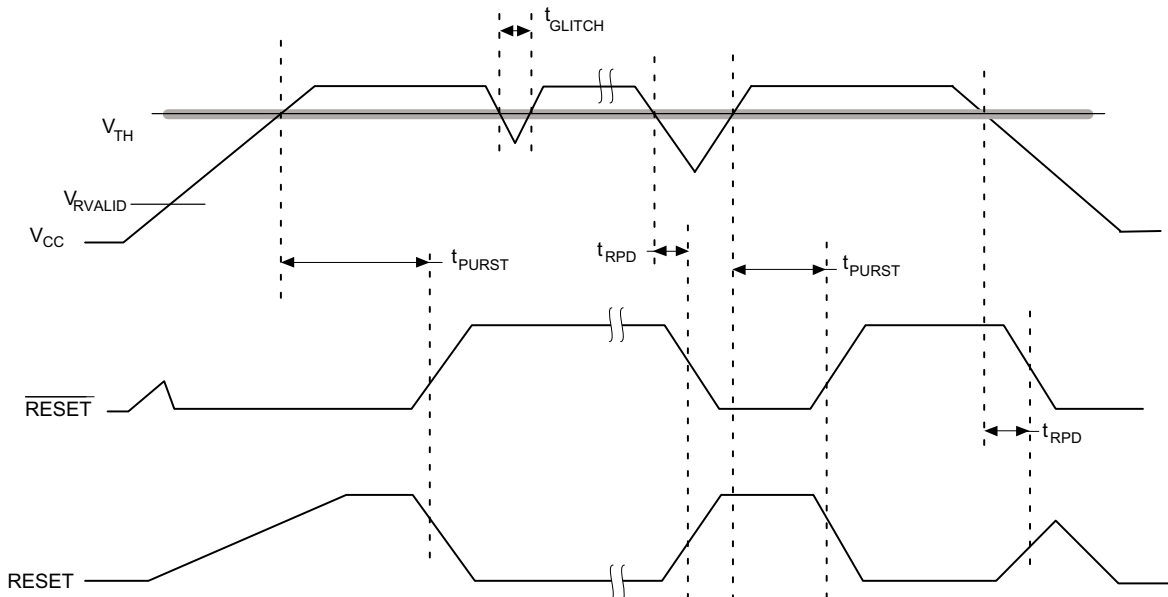 tGLITCH
VTH
VRVALID
VCC
tPURST
tRPD
tPURST
RESET
tRPD
RESET